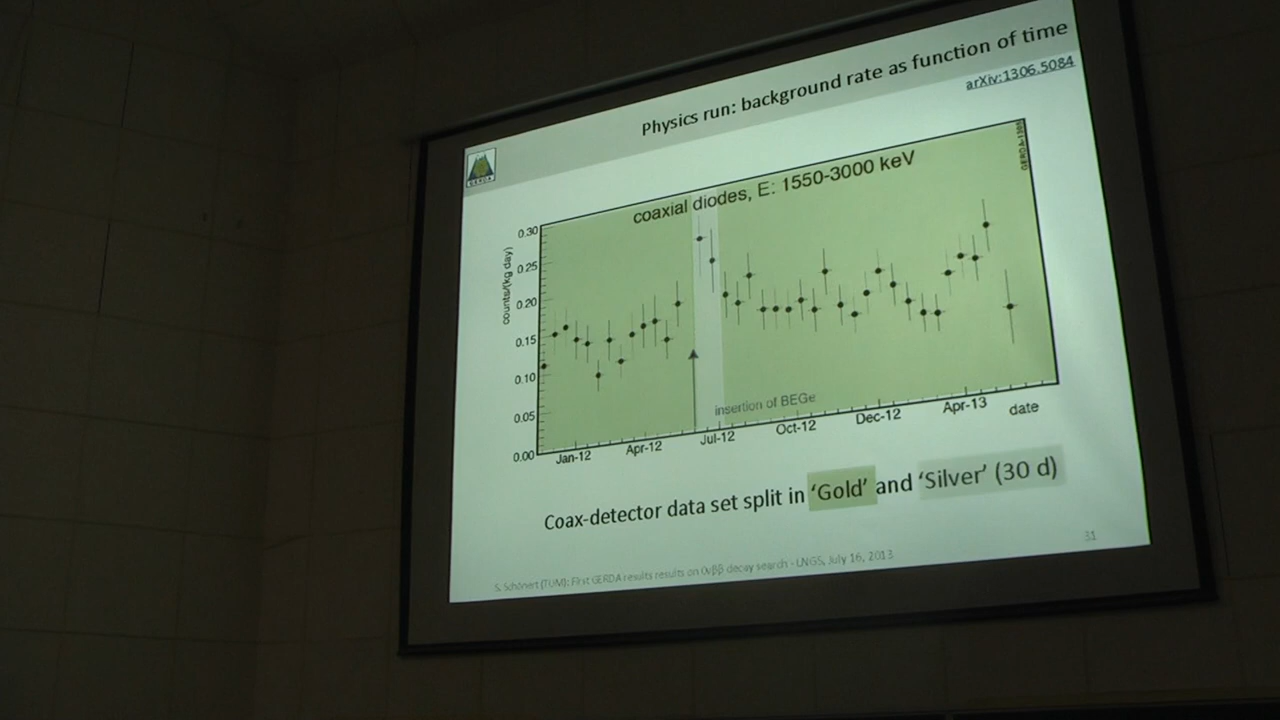 Physics run: background rate as function of time
arXiv:1306.5084
GERDA
coaxial diodes, E: 1550-3000 keV
counts/(kg day)
0.30
0.25
0.20
0.15
0.10
0.05
0.00
insertion of BEGe
Jan-12
Apr-12
Jul-12
Oct-12
Dec-12
Apr-13
date
Coax-detector data set split in 'Gold' and 'Silver' (30 d)
31
S. Schönert (TUM): First GERDA results results on 0νββ decay search - LNGS, July 16, 2013